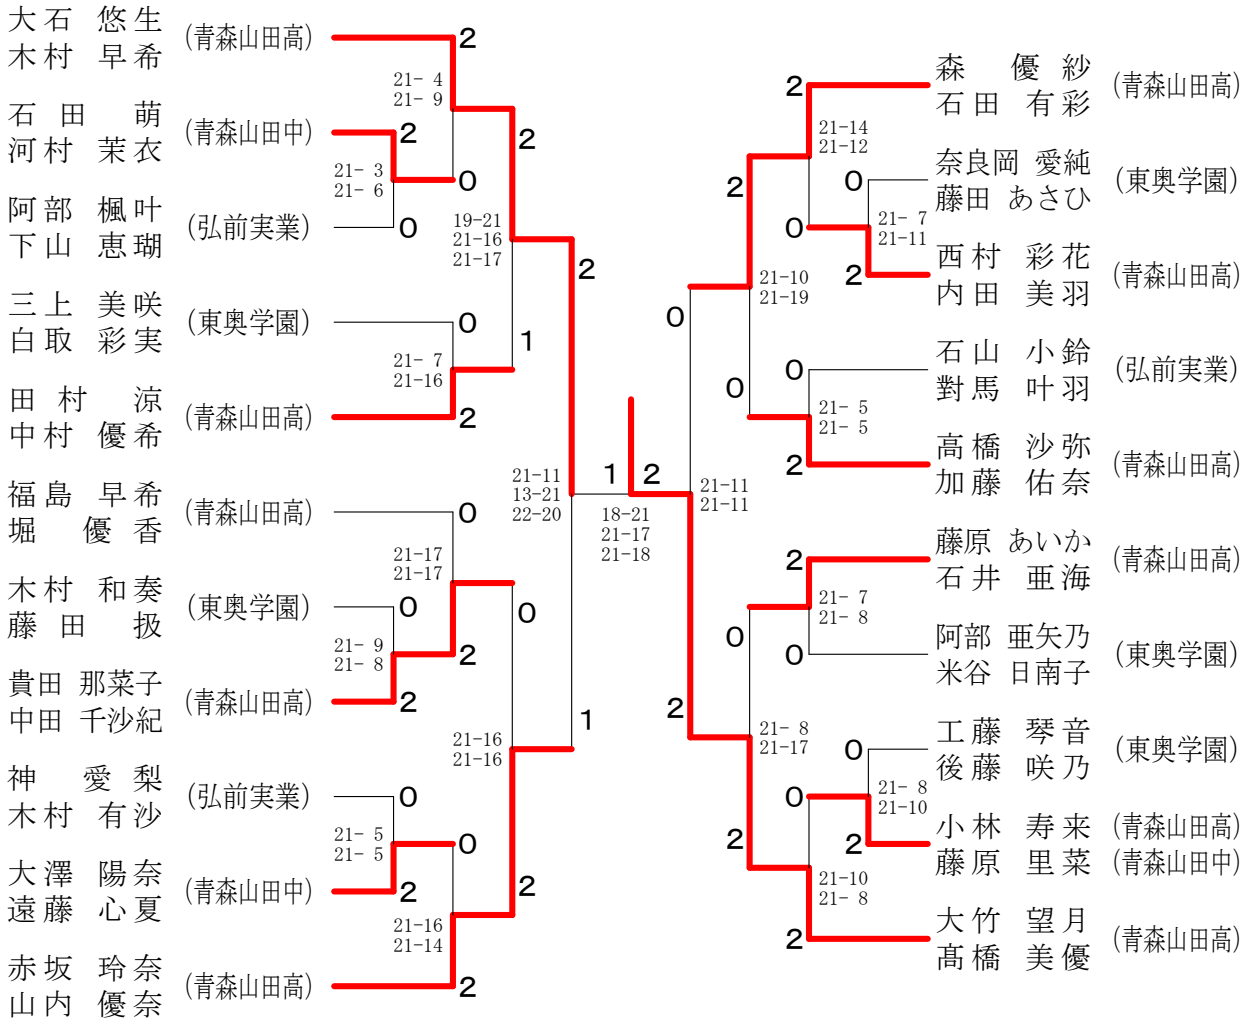 大石 悠生
木村 早希
(青森山田高)
2
21- 4
21- 9
石田 萌
河村 茉衣
(青森山田中)
2
2
21- 3
21- 6
0
阿部 楓叶
下山 恵瑚
(弘前実業)
0
19-21
21-16
21-17
2
三上 美咲
白取 彩実
(東奥学園)
0
1
21- 7
21-16
田村 涼
中村 優希
(青森山田高)
2
21-11
13-21
22-20
福島 早希
堀 優香
(青森山田高)
0
21-17
21-17
木村 和奏
藤田 扱
(東奥学園)
0
0
21- 9
21- 8
2
貴田 那菜子
中田 千沙紀
(青森山田高)
2
1
21-16
21-16
神 愛梨
木村 有沙
(弘前実業)
0
21- 5
21- 5
0
大澤 陽奈
遠藤 心夏
(青森山田中)
2
2
21-16
21-14
赤坂 玲奈
山内 優奈
(青森山田高)
2
1
2
18-21
21-17
21-18
森 優紗
石田 有彩
(青森山田高)
2
21-14
21-12
奈良岡 愛純
藤田 あさひ
(東奥学園)
0
2
21- 7
21-11
0
西村 彩花
内田 美羽
(青森山田高)
2
21-10
21-19
0
石山 小鈴
對馬 叶羽
(弘前実業)
0
0
21- 5
21- 5
高橋 沙弥
加藤 佑奈
(青森山田高)
2
21-11
21-11
藤原 あいか
石井 亜海
(青森山田高)
2
21- 7
21- 8
0
阿部 亜矢乃
米谷 日南子
(東奥学園)
0
2
21- 8
21-17
工藤 琴音
後藤 咲乃
(東奥学園)
0
21- 8
21-10
0
小林 寿来
藤原 里菜
(青森山田高)
(青森山田中)
2
2
21-10
21- 8
大竹 望月
髙橋 美優
(青森山田高)
2